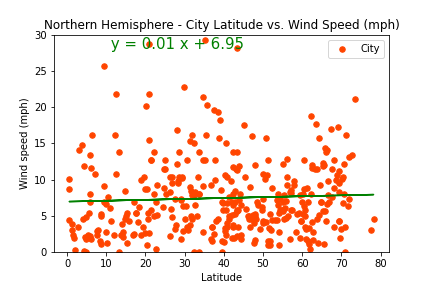 Northern Hemisphere - City Latitude vs. Wind Speed (mph)
y = 0.01 x + 6.95
City
30
25
20
15
10
5
0
Wind speed (mph)
0 10 20 30 40 50 60 70 80
Latitude